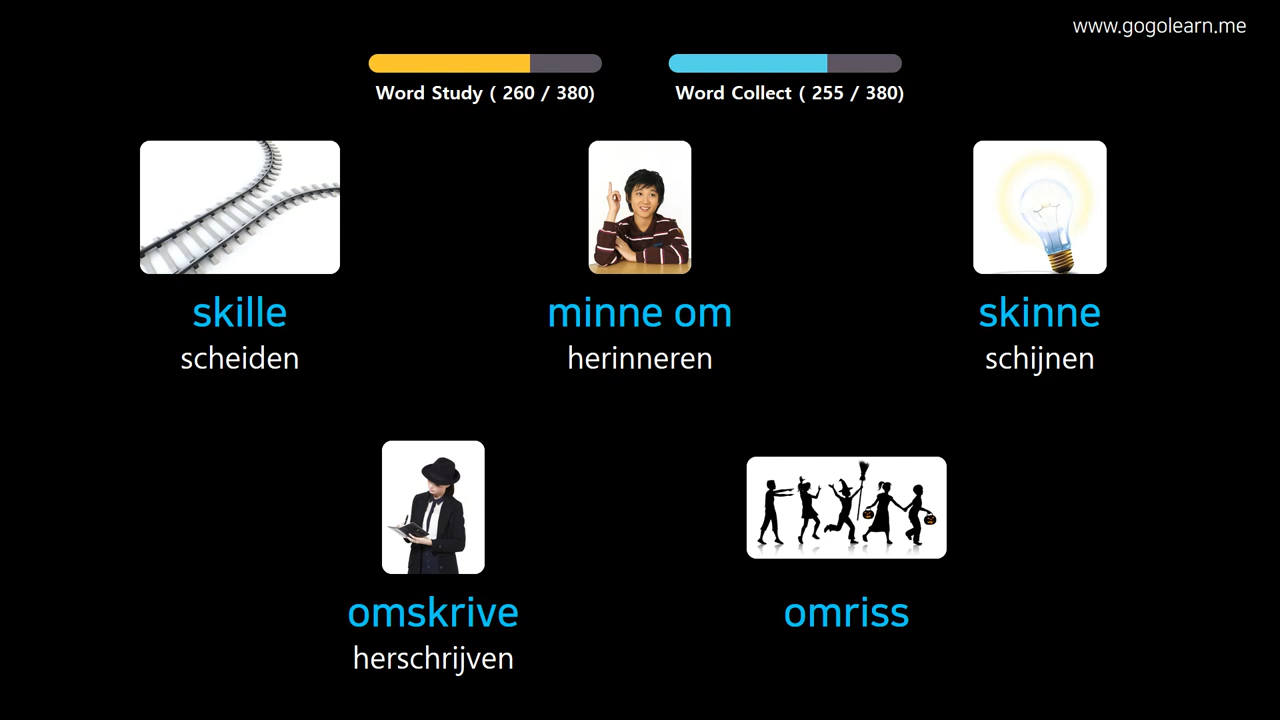 www.gogolearn.me
Word Study ( 260 / 380)
Word Collect ( 255 / 380)
skille
scheiden
minne om
herinneren
skinne
schijnen
omskrive
herschrijven
omriss